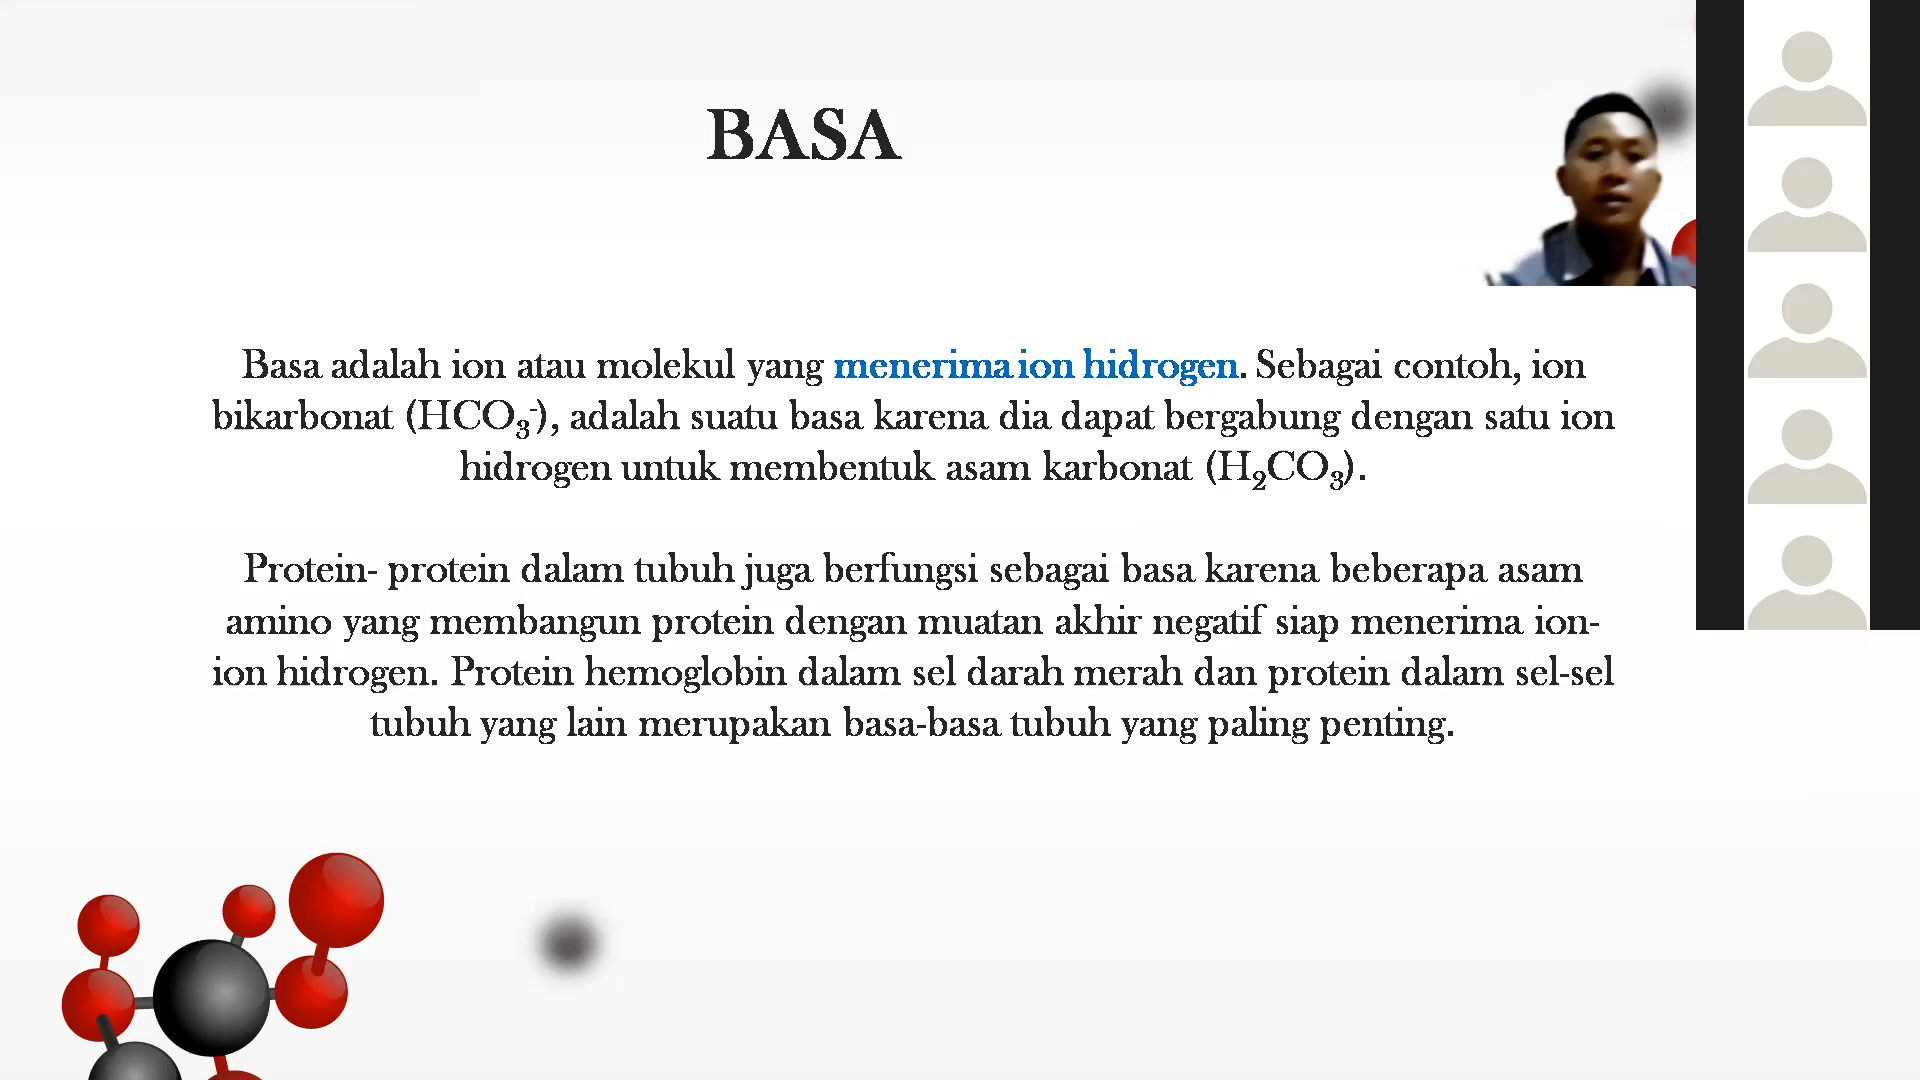 BASA
Basa adalah ion atau molekul yang menerima ion hidrogen. Sebagai contoh, ion
bikarbonat (HCO₃⁻), adalah suatu basa karena dia dapat bergabung dengan satu ion
hidrogen untuk membentuk asam karbonat (H₂CO₃).
Protein- protein dalam tubuh juga berfungsi sebagai basa karena beberapa asam
amino yang membangun protein dengan muatan akhir negatif siap menerima ion-
ion hidrogen. Protein hemoglobin dalam sel darah merah dan protein dalam sel-sel
tubuh yang lain merupakan basa-basa tubuh yang paling penting.